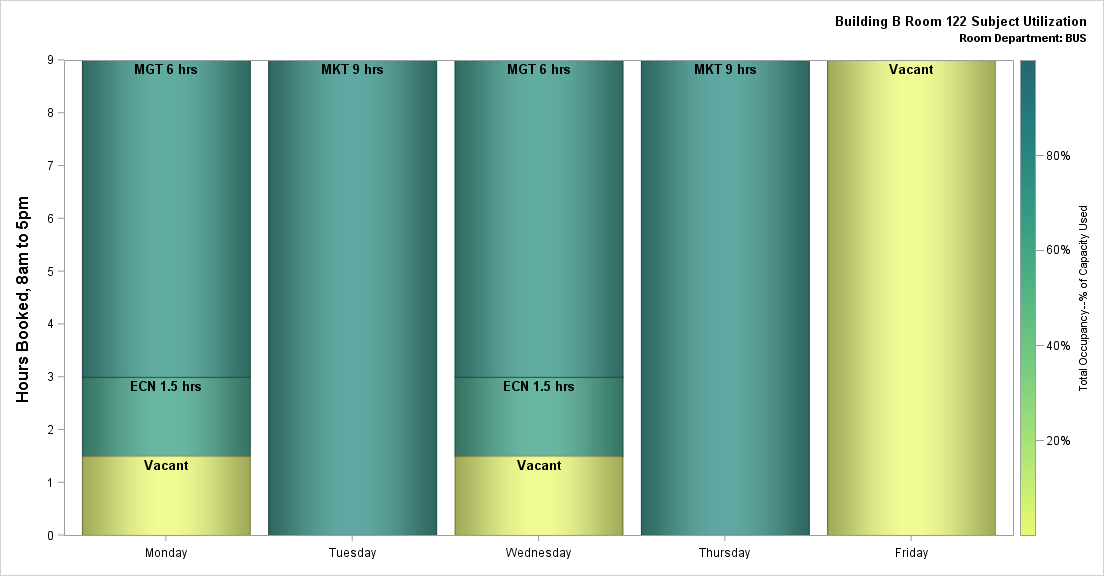 Building B Room 122 Subject Utilization
Room Department: BUS
Hours Booked, 8am to 5pm
9
8
7
6
5
4
3
2
1
0
MGT 6 hrs
ECN 1.5 hrs
Vacant
MKT 9 hrs
MGT 6 hrs
ECN 1.5 hrs
Vacant
MKT 9 hrs
Vacant
Monday
Tuesday
Wednesday
Thursday
Friday
80%
60%
40%
20%
Total Occupancy--% of Capacity Used